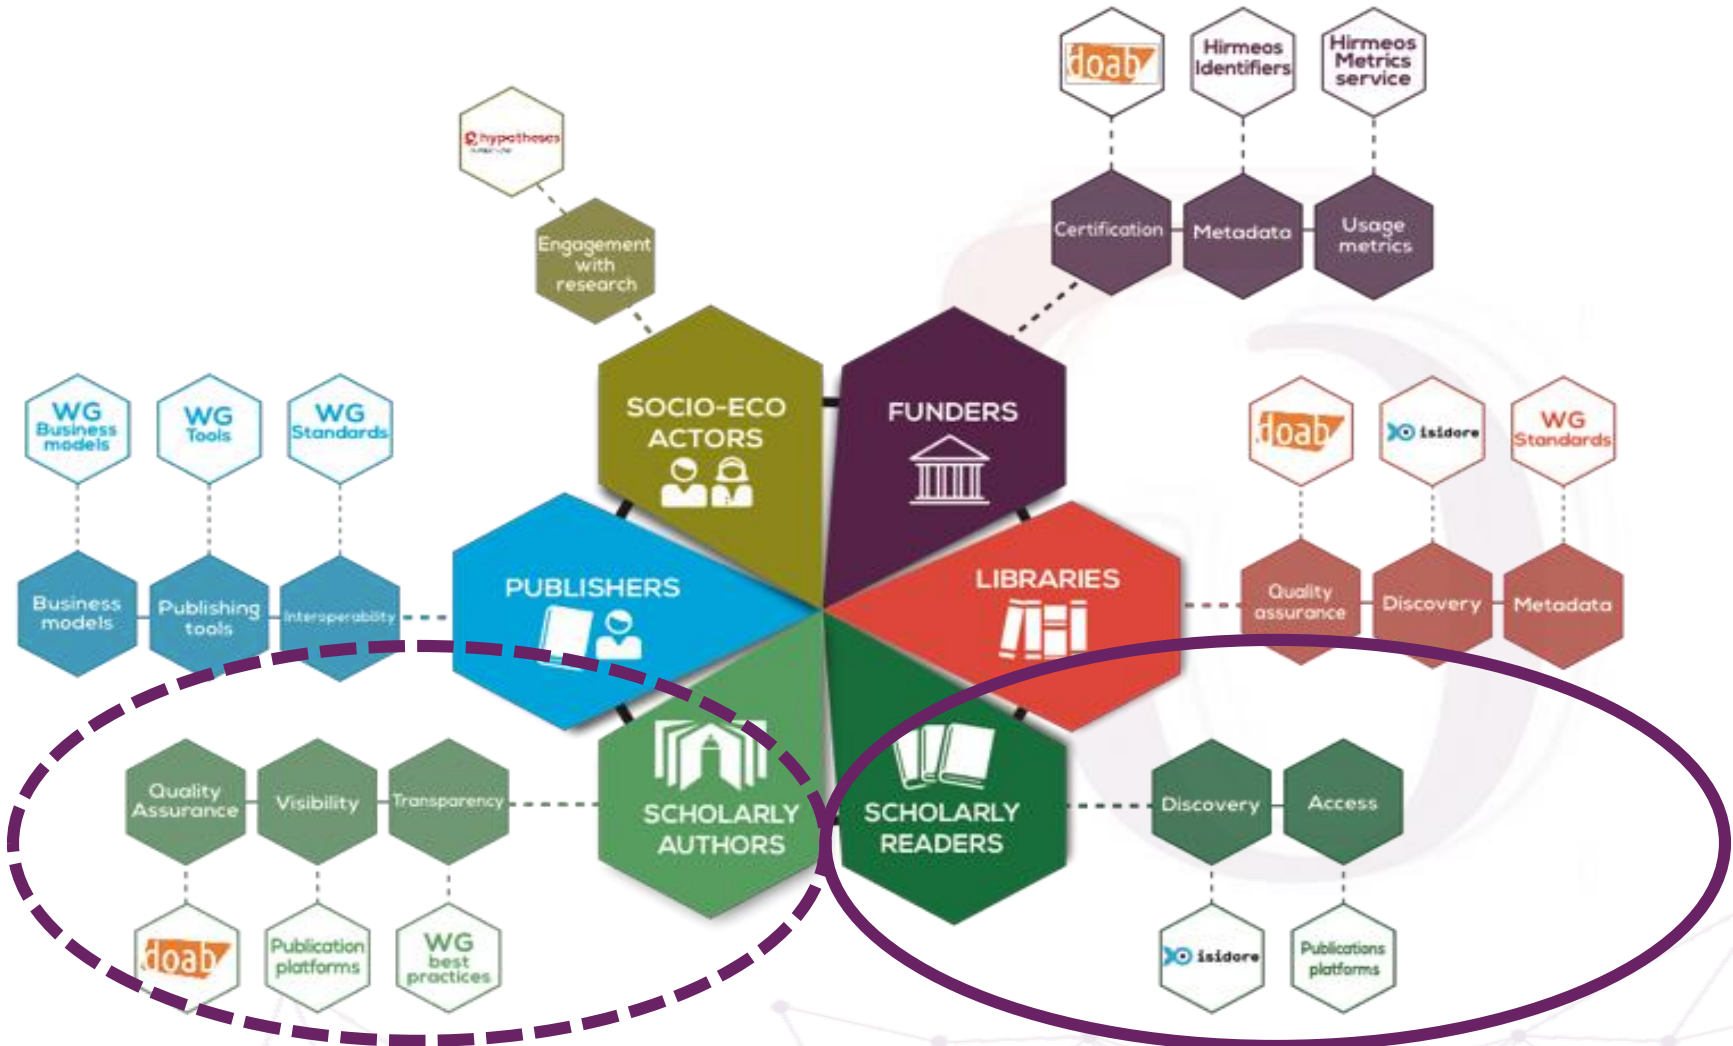 doab
Hirmeos
Identifiers
Hirmeos
Metrics
service
hypotheses
Certification
Metadata
Usage
metrics
Engagement
with
research
SOCIO-ECO
ACTORS
FUNDERS
WG
Business
models
WG
Tools
WG
Standards
doab
isidore
WG
Standards
PUBLISHERS
LIBRARIES
Business
models
Publishing
tools
Interoperability
Quality
assurance
Discovery
Metadata
Quality
Assurance
Visibility
Transparency
SCHOLARLY
AUTHORS
SCHOLARLY
READERS
Discovery
Access
doab
Publication
platforms
WG
best
practices
isidore
Publications
platforms